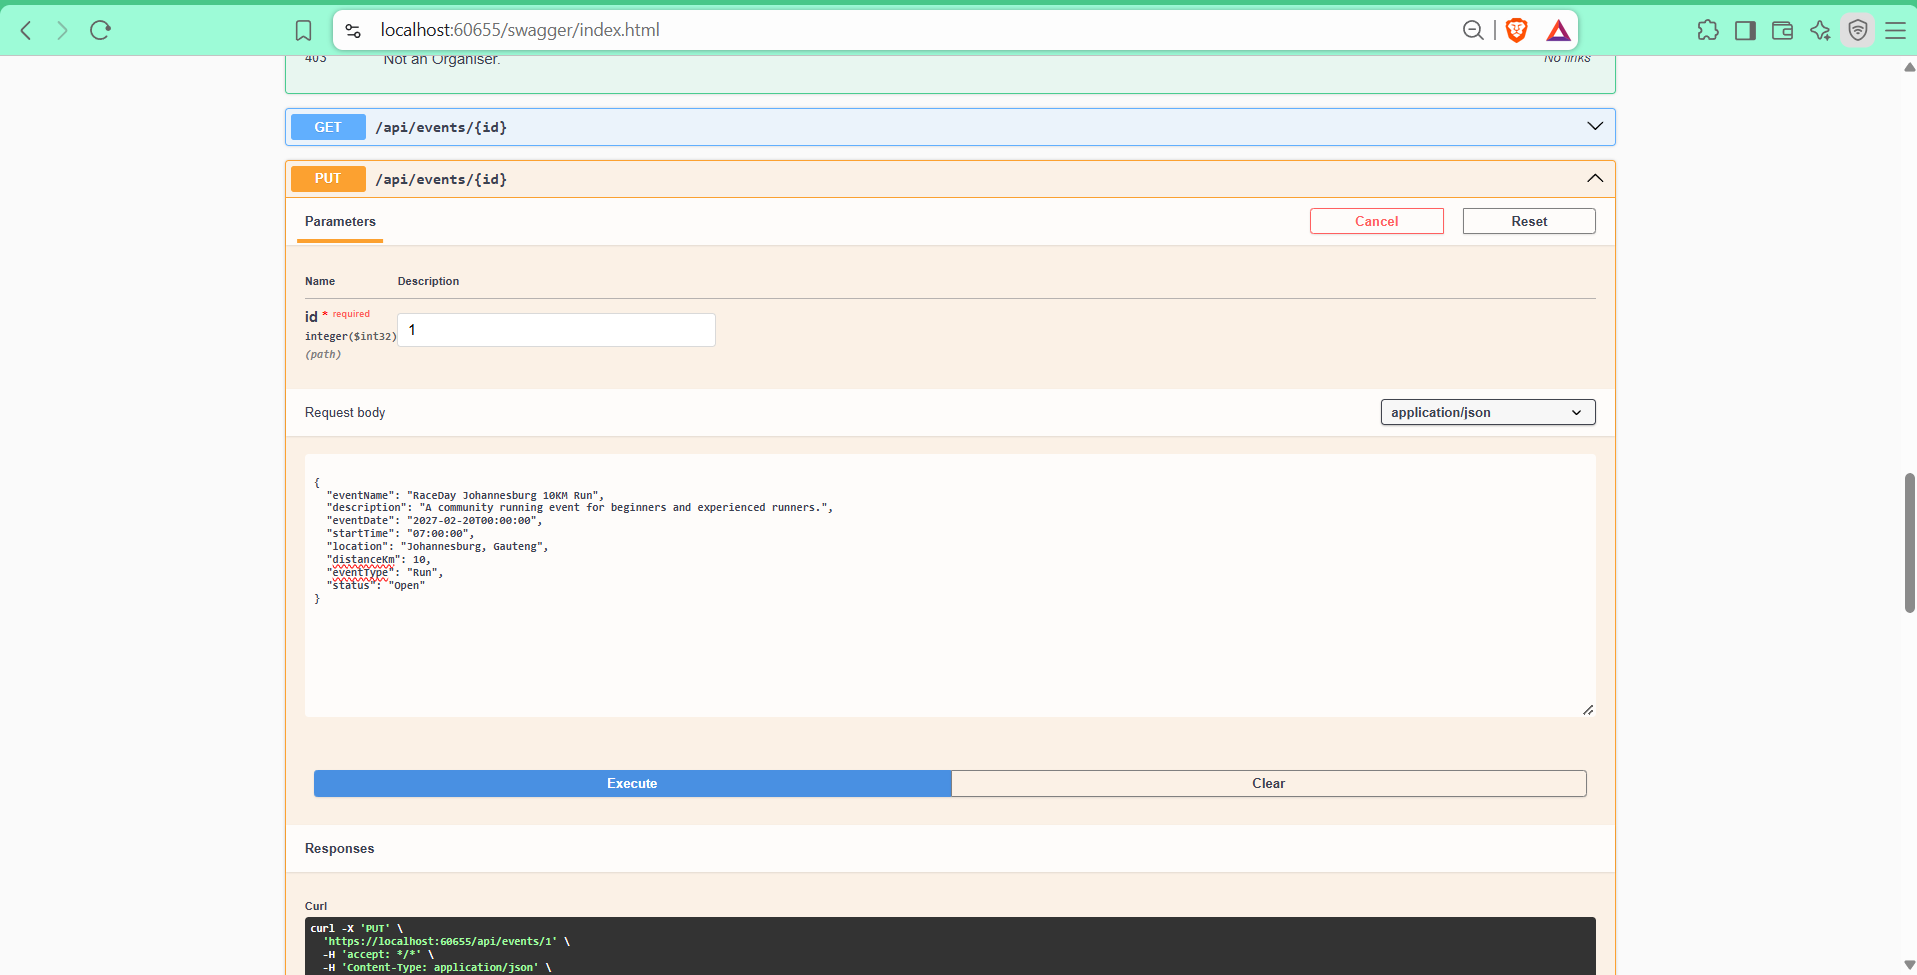 localhost:60655/swagger/index.html
403 Not an Organiser. No links
GET /api/events/{id}
PUT /api/events/{id}
Parameters Cancel Reset
Name Description
id * required
integer($int32)
(path)
1
Request body application/json
{
"eventName": "RaceDay Johannesburg 10KM Run",
"description": "A community running event for beginners and experienced runners.",
"eventDate": "2027-02-20T00:00:00",
"startTime": "07:00:00",
"location": "Johannesburg, Gauteng",
"distanceKm": 10,
"eventType": "Run",
"status": "Open"
}
Execute Clear
Responses
Curl
curl -X 'PUT' \
'https://localhost:60655/api/events/1' \
-H 'accept: */*' \
-H 'Content-Type: application/json' \